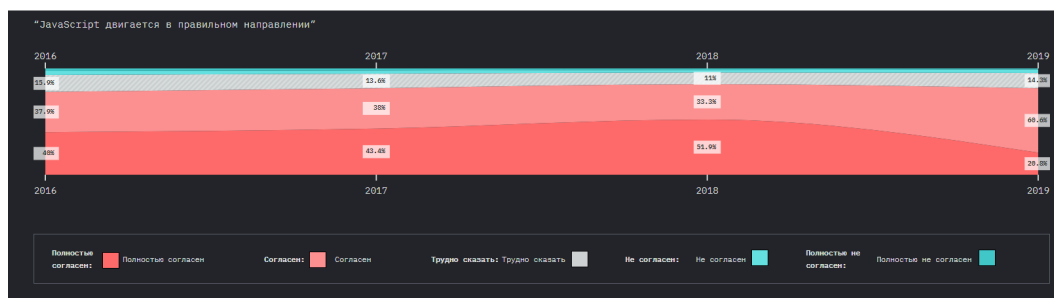 “JavaScript двигается в правильном направлении”
2016 2017 2018 2019
15.9% 13.6% 11% 14.3%
37.9% 38% 33.3% 60.6%
40% 43.4% 51.9% 20.8%
2016 2017 2018 2019
Полностью согласен: Полностью согласен
Согласен: Согласен
Трудно сказать: Трудно сказать
Не согласен: Не согласен
Полностью не согласен: Полностью не согласен